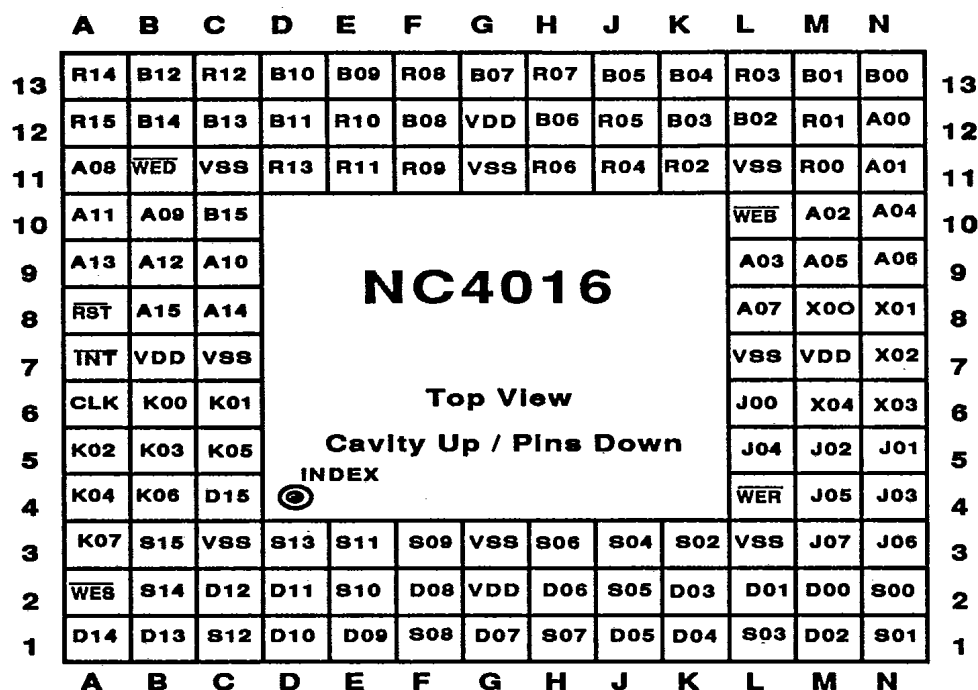 A B C D E F G H J K L M N
13 R14 B12 R12 B10 B09 R08 B07 R07 B05 B04 R03 B01 B00 13
12 R15 B14 B13 B11 R10 B08 VDD B06 R05 B03 B02 R01 A00 12
11 A08 WED VSS R13 R11 R09 VSS R06 R04 R02 VSS R00 A01 11
10 A11 A09 B15 WEB A02 A04 10
9 A13 A12 A10 A03 A05 A06 9
NC4016
8 RST A15 A14 A07 X00 X01 8
7 INT VDD VSS VSS VDD X02 7
6 CLK K00 K01 Top View J00 X04 X03 6
5 K02 K03 K05 Cavity Up / Pins Down J04 J02 J01 5
INDEX
4 K04 K06 D15 WER J05 J03 4
3 K07 S15 VSS S13 S11 S09 VSS S06 S04 S02 VSS J07 J06 3
2 WES S14 D12 D11 S10 D08 VDD D06 S05 D03 D01 D00 S00 2
1 D14 D13 S12 D10 D09 S08 D07 S07 D05 D04 S03 D02 S01 1
A B C D E F G H J K L M N